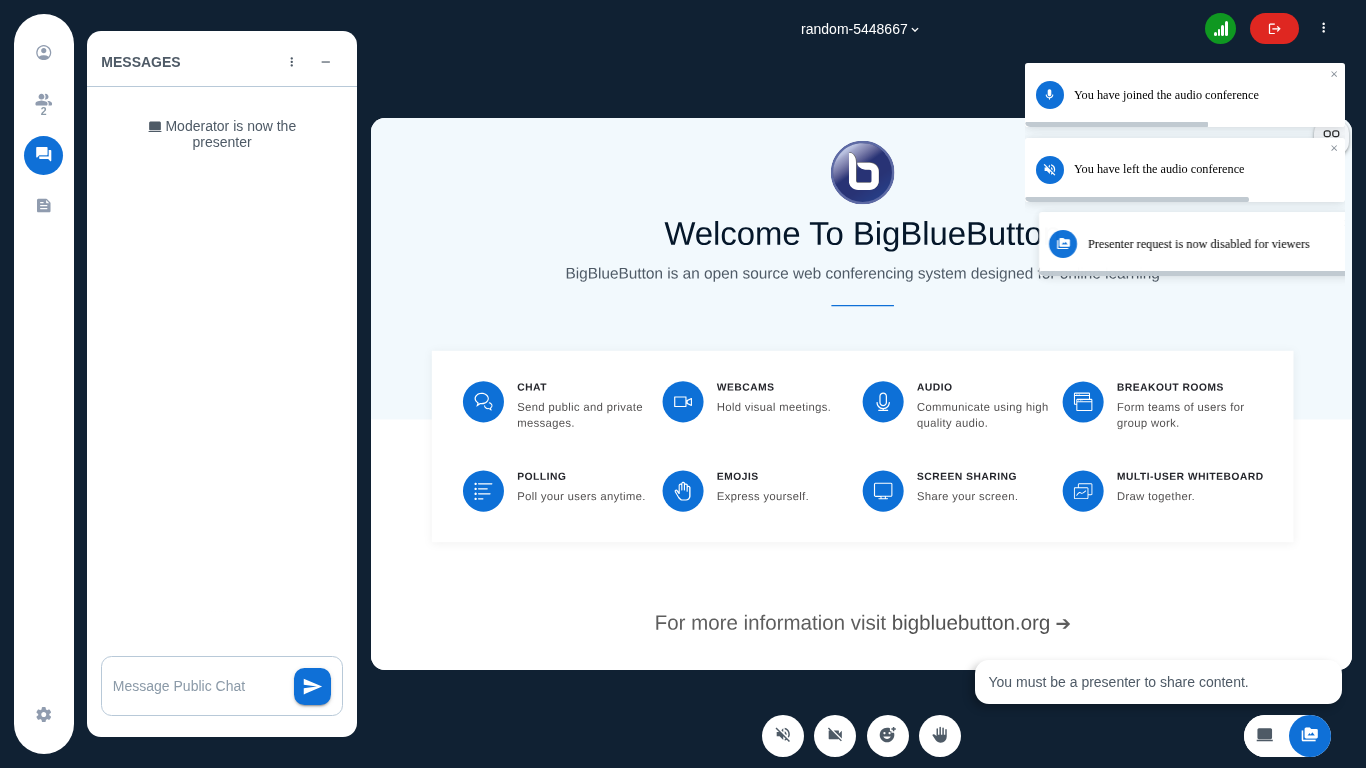 random-5448667
MESSAGES
2
Moderator is now the
presenter
You have joined the audio conference
You have left the audio conference
Presenter request is now disabled for viewers
Welcome To BigBlueButto
BigBlueButton is an open source web conferencing system designed for online learning
CHAT
Send public and private
messages.
WEBCAMS
Hold visual meetings.
AUDIO
Communicate using high
quality audio.
BREAKOUT ROOMS
Form teams of users for
group work.
POLLING
Poll your users anytime.
EMOJIS
Express yourself.
SCREEN SHARING
Share your screen.
MULTI-USER WHITEBOARD
Draw together.
For more information visit bigbluebutton.org ➔
Message Public Chat
You must be a presenter to share content.